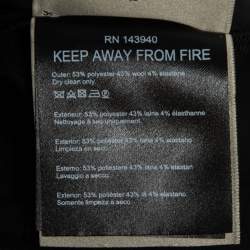 RN 143940
KEEP AWAY FROM FIRE
Outer: 53% polyester 43% wool 4% elastane
Dry clean only.
Exterieur: 53% polyester 43% laine 4% élasthanne
Nettoyage à sec uniquement.
Exterior: 53% poliéster 43% lana 4% elastano
Limpieza en seco.
Esterno: 53% poliestere 43% lana 4% elastano
Lavaggio a secco.
Exterior: 53% poliéster 43% lã 4% elastano.
Somente limpeza a seco.